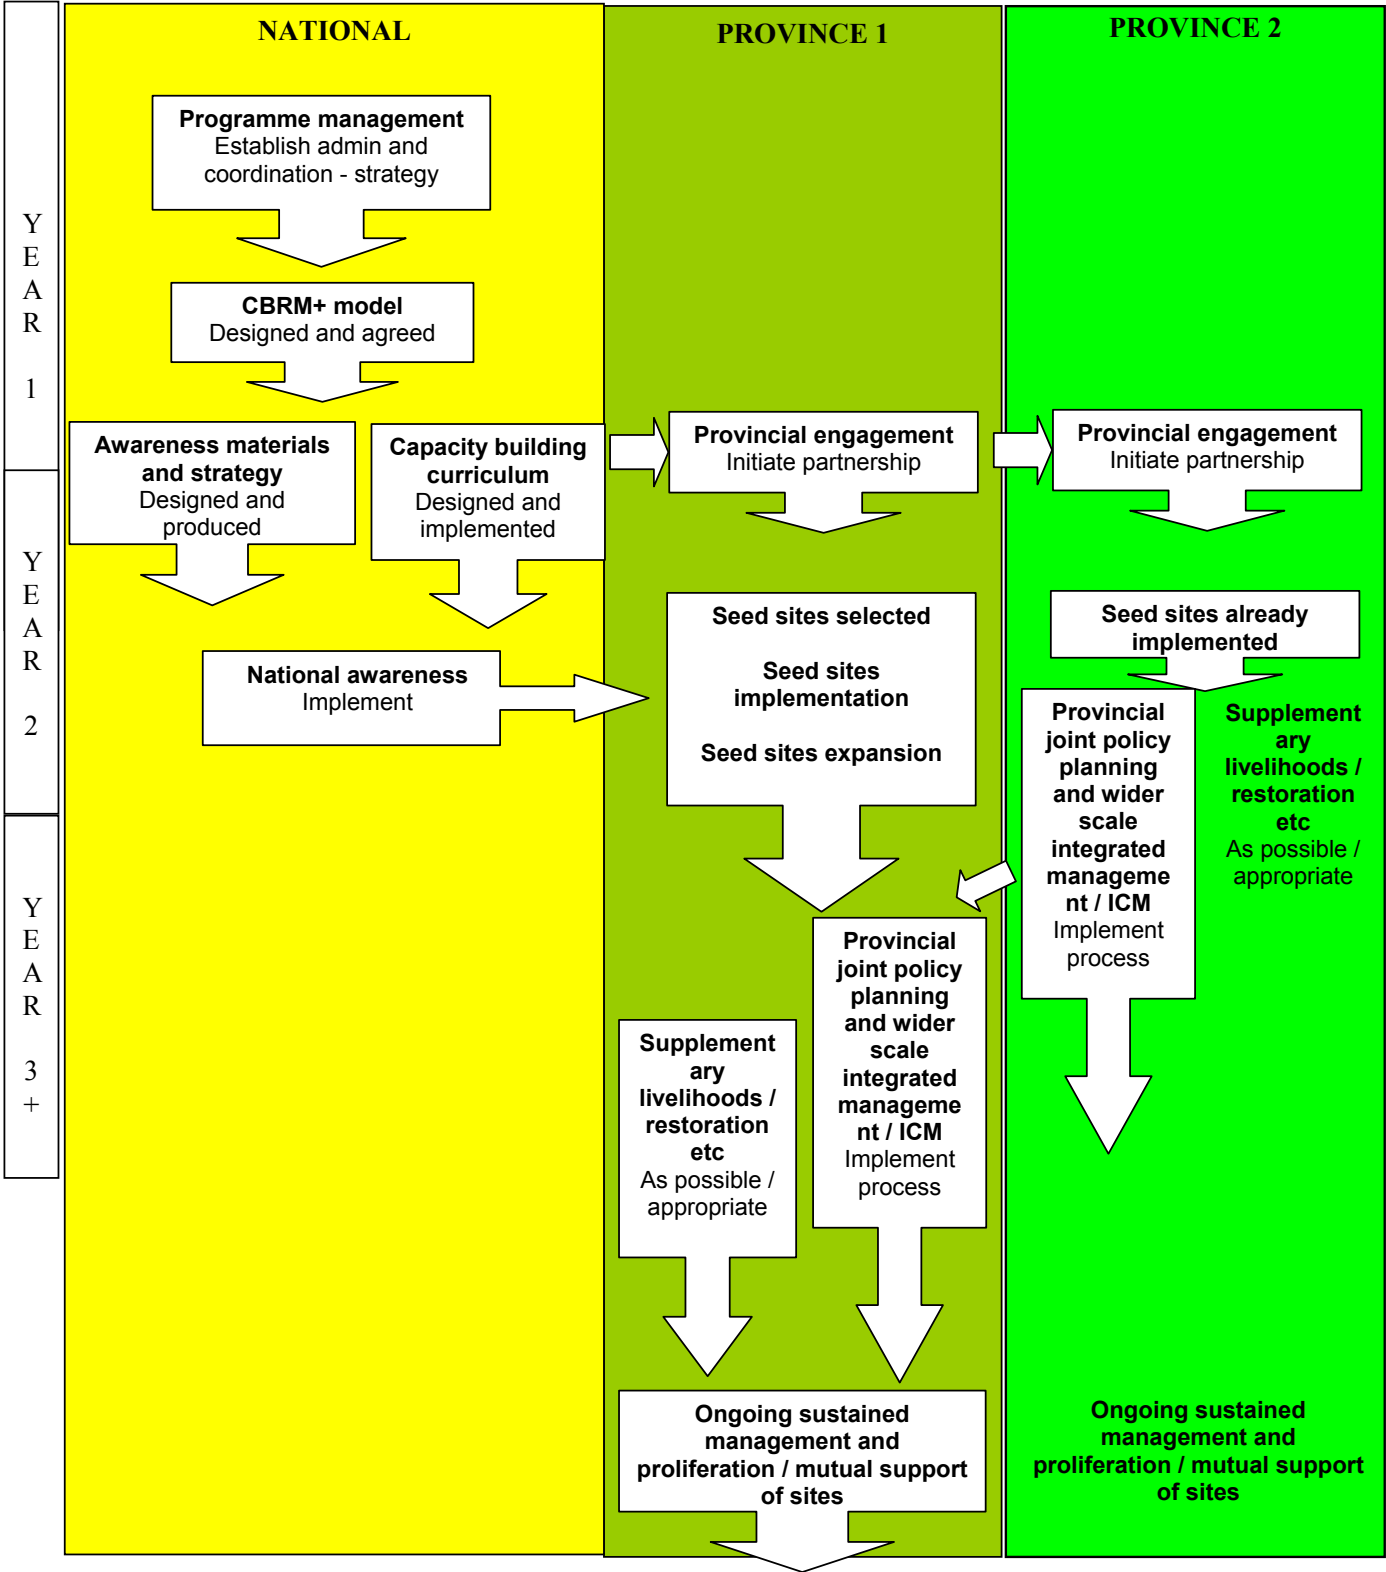 NATIONAL
PROVINCE 1
PROVINCE 2
Y
E
A
R
1
Y
E
A
R
2
Y
E
A
R
3
+
Programme management
Establish admin and
coordination - strategy
CBRM+ model
Designed and agreed
Awareness materials
and strategy
Designed and
produced
Capacity building
curriculum
Designed and
implemented
National awareness
Implement
Provincial engagement
Initiate partnership
Seed sites selected
Seed sites
implementation
Seed sites expansion
Supplement
ary
livelihoods /
restoration
etc
As possible /
appropriate
Provincial
joint policy
planning
and wider
scale
integrated
manageme
nt / ICM
Implement
process
Ongoing sustained
management and
proliferation / mutual support
of sites
Provincial engagement
Initiate partnership
Seed sites already
implemented
Provincial
joint policy
planning
and wider
scale
integrated
manageme
nt / ICM
Implement
process
Supplement
ary
livelihoods /
restoration
etc
As possible /
appropriate
Ongoing sustained
management and
proliferation / mutual support
of sites